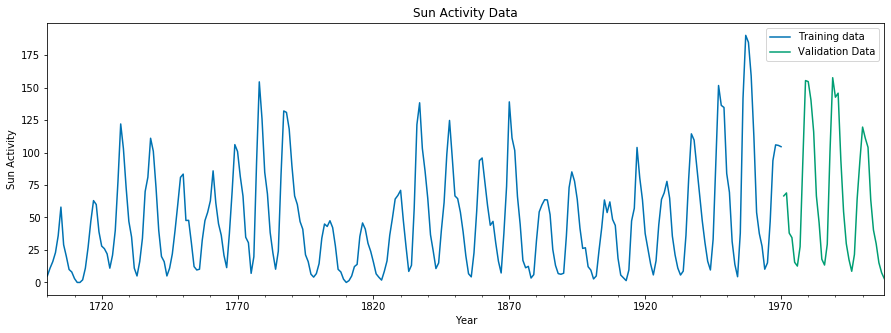 Sun Activity Data
Training data
Validation Data
Sun Activity
175
150
125
100
75
50
25
0
1720
1770
1820
1870
1920
1970
Year